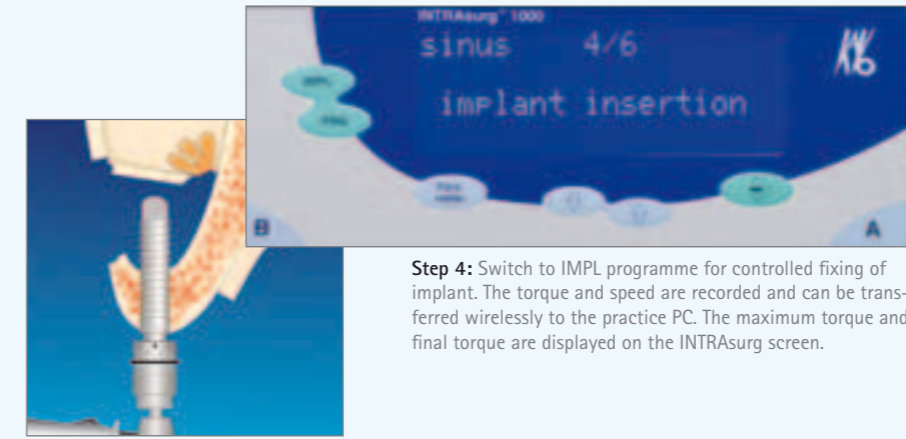 INTRAsurg 1000
sinus 4/6
implant insertion
IMPL
B
A
Step 4: Switch to IMPL programme for controlled fixing of
implant. The torque and speed are recorded and can be trans-
ferred wirelessly to the practice PC. The maximum torque and
final torque are displayed on the INTRAsurg screen.